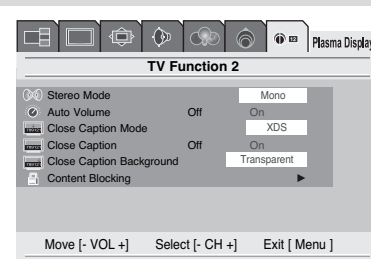 Plasma Display
TV Function 2
Stereo Mode Mono
Auto Volume Off On
Close Caption Mode XDS
Close Caption Off On
Close Caption Background Transparent
Content Blocking
Move [- VOL +] Select [- CH +] Exit [ Menu ]